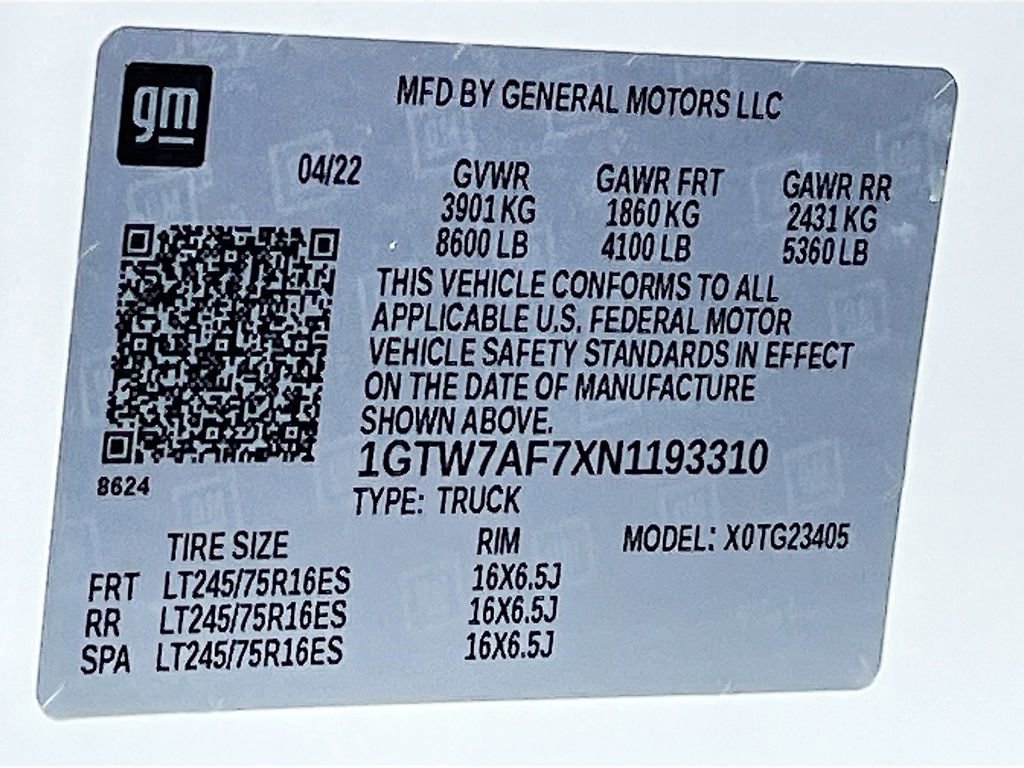 gm
MFD BY GENERAL MOTORS LLC
04/22 GVWR GAWR FRT GAWR RR
3901 KG 1860 KG 2431 KG
8600 LB 4100 LB 5360 LB
THIS VEHICLE CONFORMS TO ALL
APPLICABLE U.S. FEDERAL MOTOR
VEHICLE SAFETY STANDARDS IN EFFECT
ON THE DATE OF MANUFACTURE
SHOWN ABOVE.
1GTW7AF7XN1193310
8624
TYPE: TRUCK
TIRE SIZE RIM MODEL: X0TG23405
FRT LT245/75R16ES 16X6.5J
RR LT245/75R16ES 16X6.5J
SPA LT245/75R16ES 16X6.5J